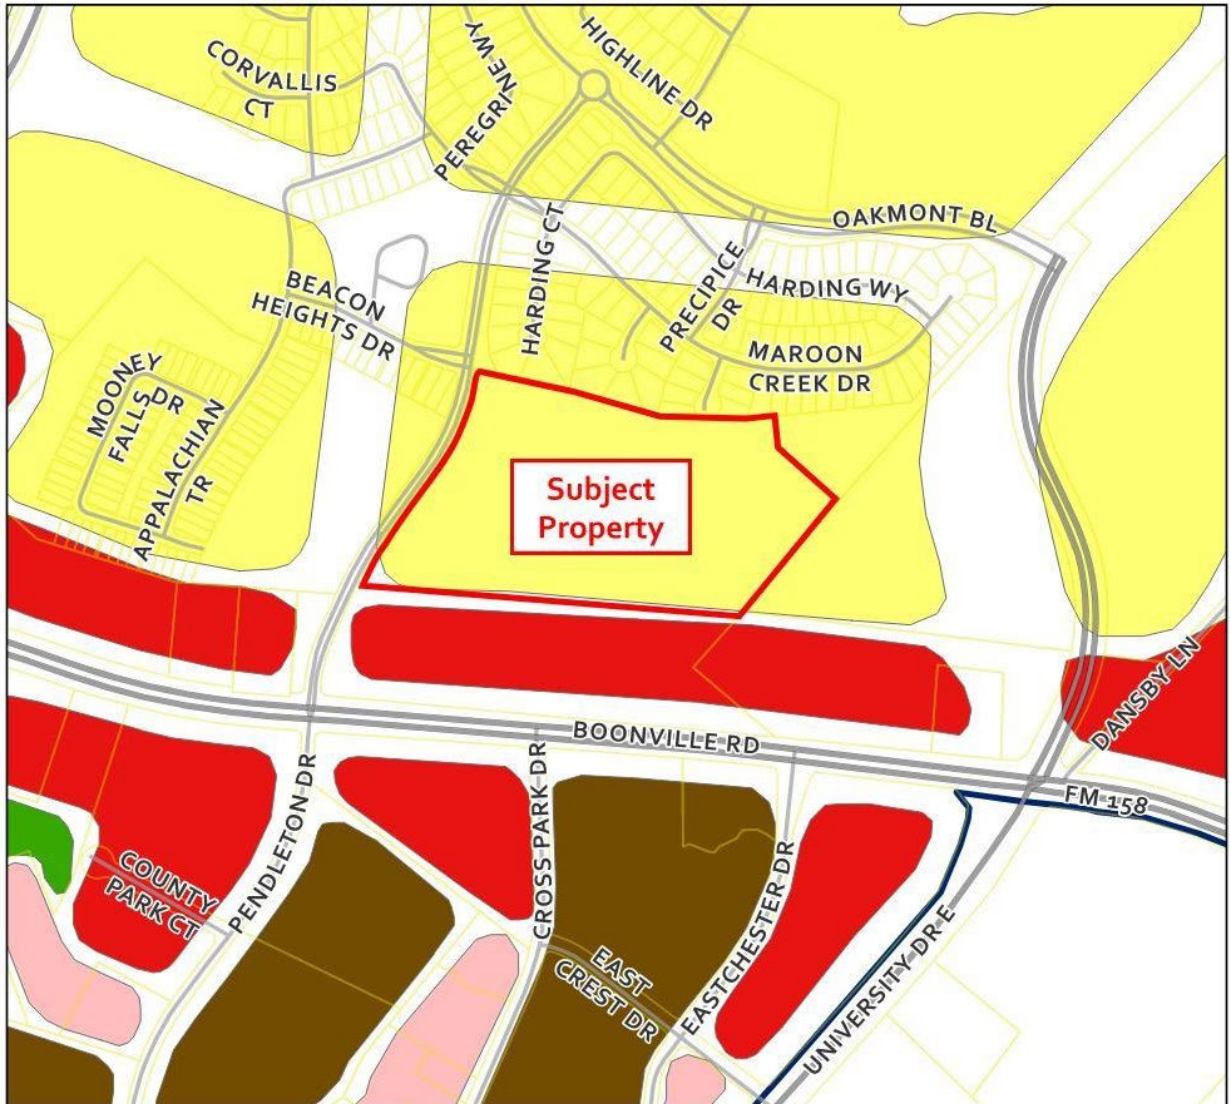 CORVALLIS
CT
PEREGRINE WY
HIGHLINE DR
OAKMONT BL
HARDING CT
PRECIPICE
DR
HARDING WY
BEACON
HEIGHTS DR
MAROON
CREEK DR
MOONEY
FALLS DR
APPALACHIAN
TR
Subject
Property
DANSBY LN
BOONVILLE RD
FM 158
PENDLETON DR
CROSS PARK DR
COUNTY
PARK CT
EASTCHESTER DR
EAST
CREST DR
UNIVERSITY DR E